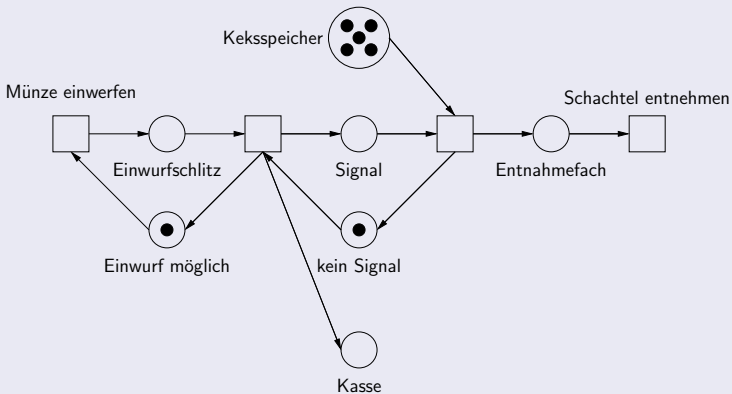 Keksspeicher
Münze einwerfen
Schachtel entnehmen
Einwurfschlitz
Signal
Entnahmefach
Einwurf möglich
kein Signal
Kasse